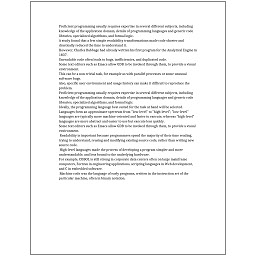 Proficient programming usually requires expertise in several different subjects, including
knowledge of the application domain, details of programming languages and generic code
libraries, specialized algorithms, and formal logic.
A study found that a few simple readability transformations made code shorter and
drastically reduced the time to understand it.
However, Charles Babbage had already written his first program for the Analytical Engine in
1837.
Unreadable code often leads to bugs, inefficiencies, and duplicated code.
Some text editors such as Emacs allow GDB to be invoked through them, to provide a visual
environment.
This can be a non-trivial task, for example as with parallel processes or some unusual
software bugs.
Also, specific user environment and usage history can make it difficult to reproduce the
problem.
Proficient programming usually requires expertise in several different subjects, including
knowledge of the application domain, details of programming languages and generic code
libraries, specialized algorithms, and formal logic.
Ideally, the programming language best suited for the task at hand will be selected.
Languages form an approximate spectrum from "low-level" to "high-level"; "low-level"
languages are typically more machine-oriented and faster to execute, whereas "high-level"
languages are more abstract and easier to use but execute less quickly.
Some text editors such as Emacs allow GDB to be invoked through them, to provide a visual
environment.
Readability is important because programmers spend the majority of their time reading,
trying to understand, reusing and modifying existing source code, rather than writing new
source code.
High-level languages made the process of developing a program simpler and more
understandable, and less bound to the underlying hardware.
For example, COBOL is still strong in corporate data centers often on large mainframe
computers, Fortran in engineering applications, scripting languages in Web development,
and C in embedded software.
Machine code was the language of early programs, written in the instruction set of the
particular machine, often in binary notation.